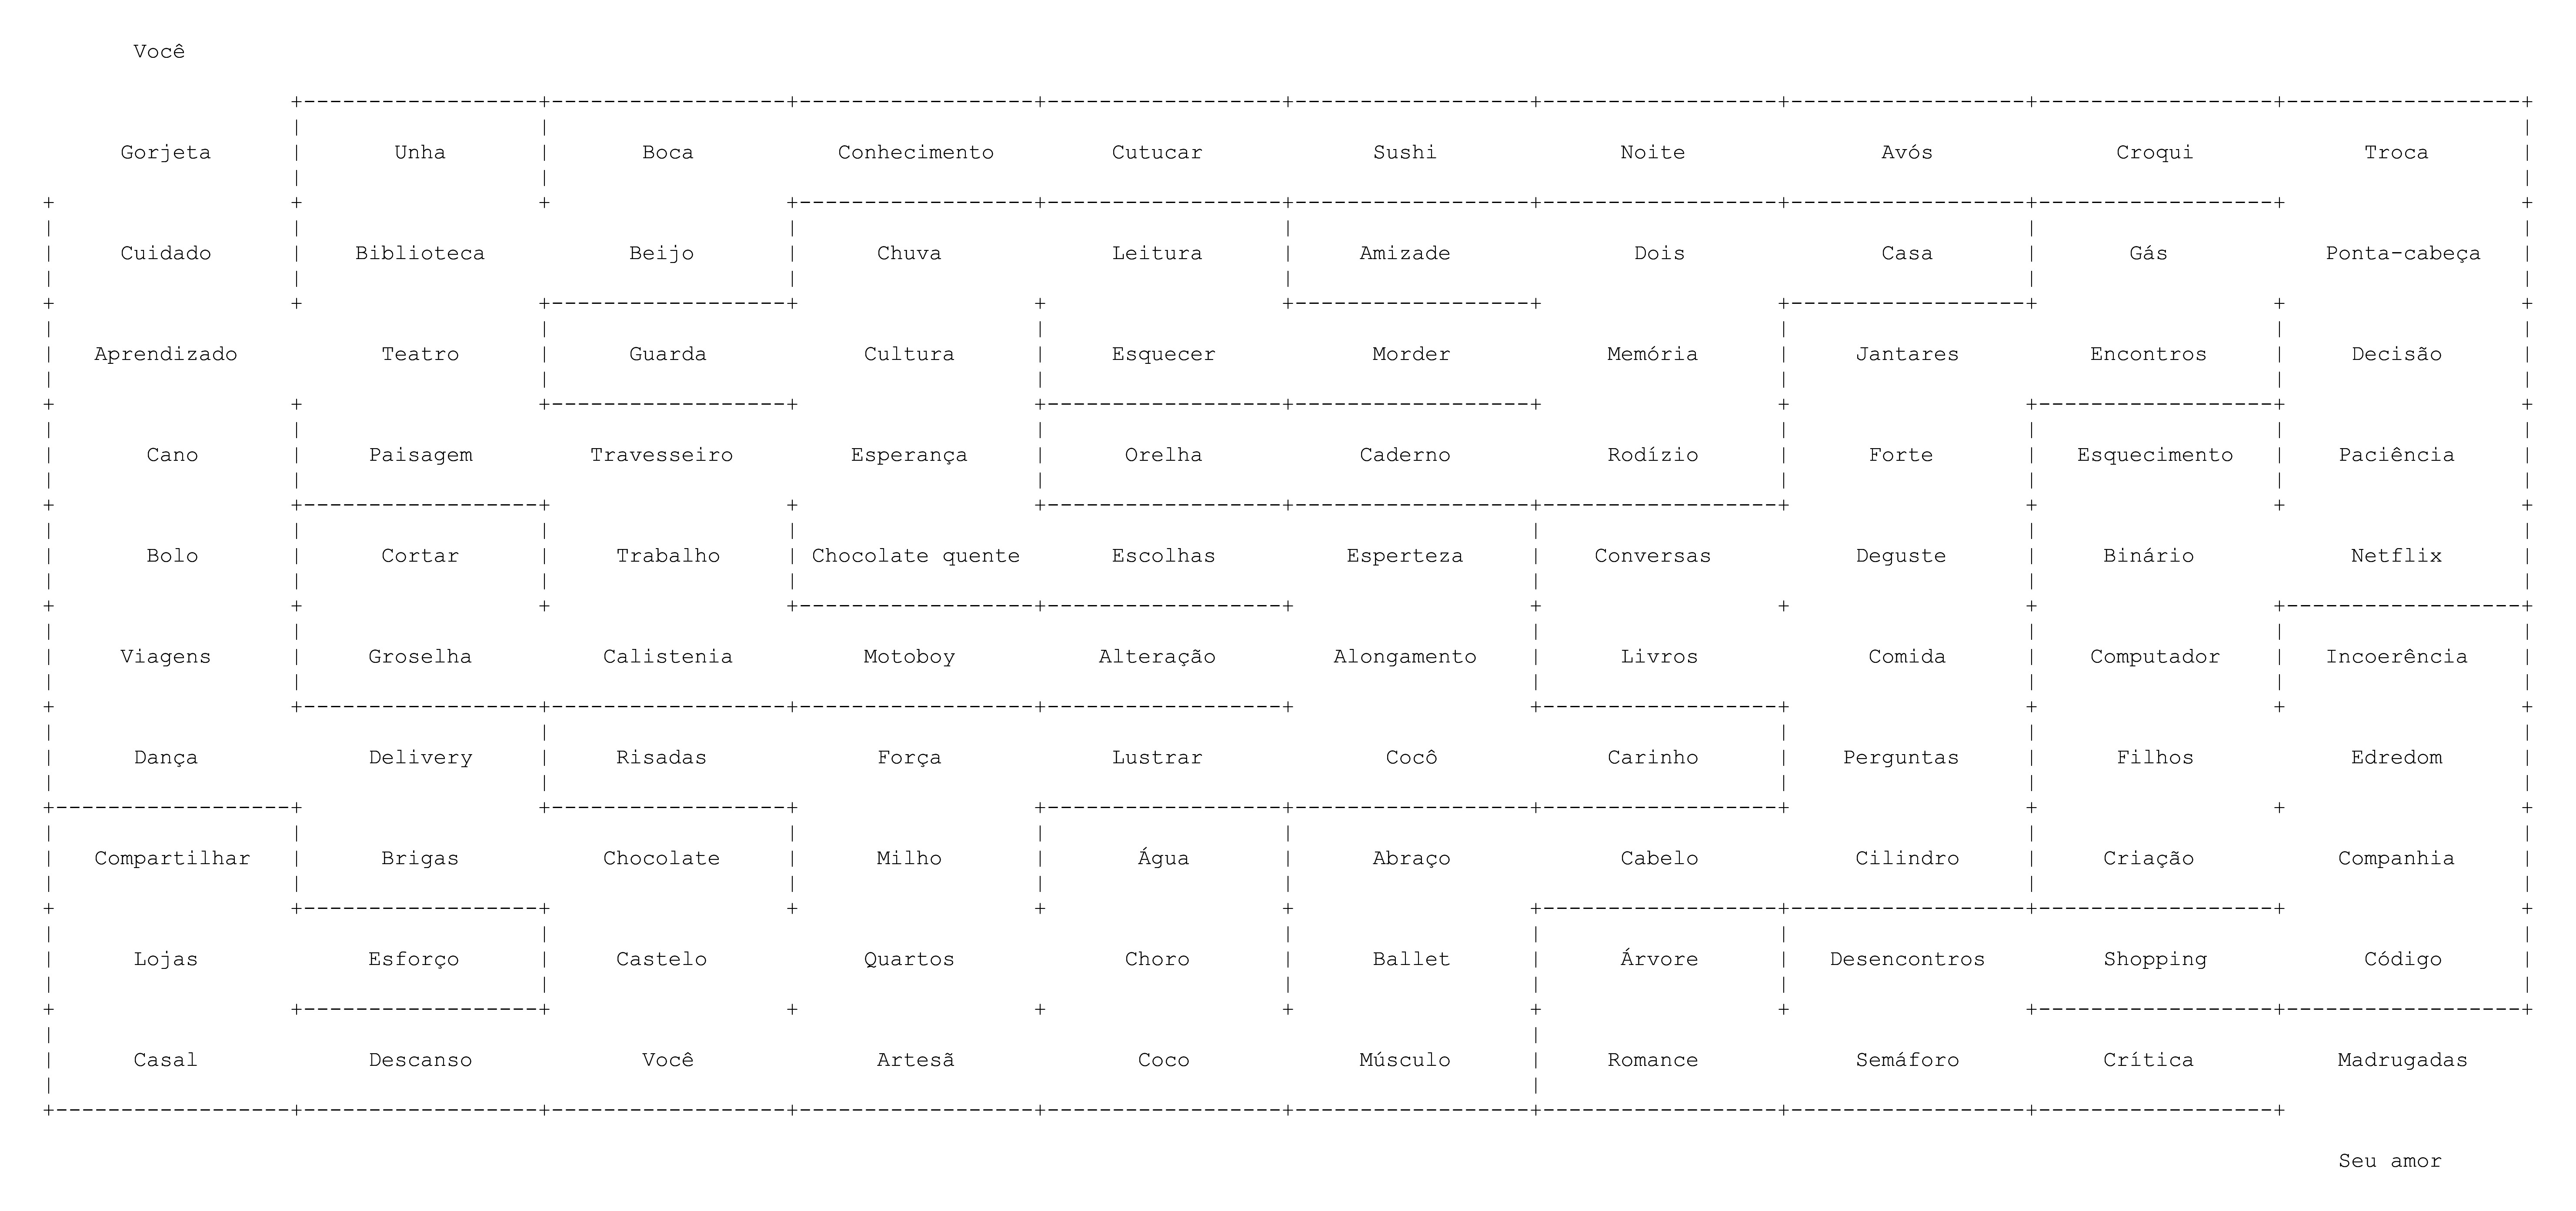 Você
Gorjeta Unha Boca Conhecimento Cutucar Sushi Noite Avós Croqui Troca
Cuidado Biblioteca Beijo Chuva Leitura Amizade Dois Casa Gás Ponta-cabeça
Aprendizado Teatro Guarda Cultura Esquecer Morder Memória Jantares Encontros Decisão
Cano Paisagem Travesseiro Esperança Orelha Caderno Rodízio Forte Esquecimento Paciência
Bolo Cortar Trabalho Chocolate quente Escolhas Esperteza Conversas Deguste Binário Netflix
Viagens Groselha Calistenia Motoboy Alteração Alongamento Livros Comida Computador Incoerência
Dança Delivery Risadas Força Lustrar Cocô Carinho Perguntas Filhos Edredom
Compartilhar Brigas Chocolate Milho Água Abraço Cabelo Cilindro Criação Companhia
Lojas Esforço Castelo Quartos Choro Ballet Árvore Desencontros Shopping Código
Casal Descanso Você Artesã Coco Músculo Romance Semáforo Crítica Madrugadas
Seu amor